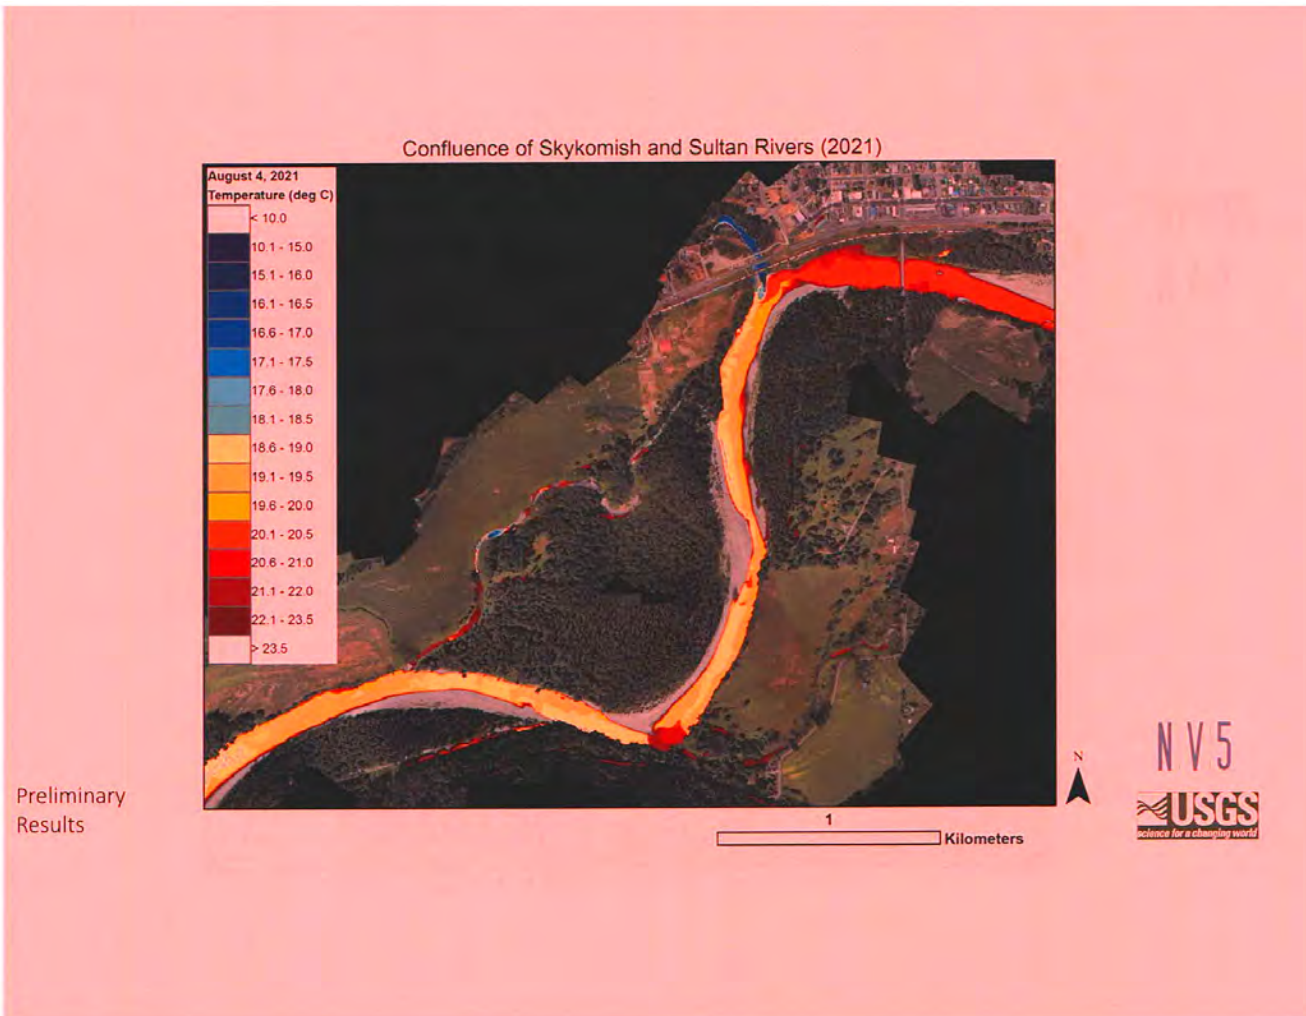 Confluence of Skykomish and Sultan Rivers (2021)
August 4, 2021
Temperature (deg C)
< 10.0
10.1 - 15.0
15.1 - 16.0
16.1 - 16.5
16.6 - 17.0
17.1 - 17.5
17.6 - 18.0
18.1 - 18.5
18.6 - 19.0
19.1 - 19.5
19.6 - 20.0
20.1 - 20.5
20.6 - 21.0
21.1 - 22.0
22.1 - 23.5
> 23.5
Preliminary
Results
N
1
Kilometers
NV5
USGS
science for a changing world